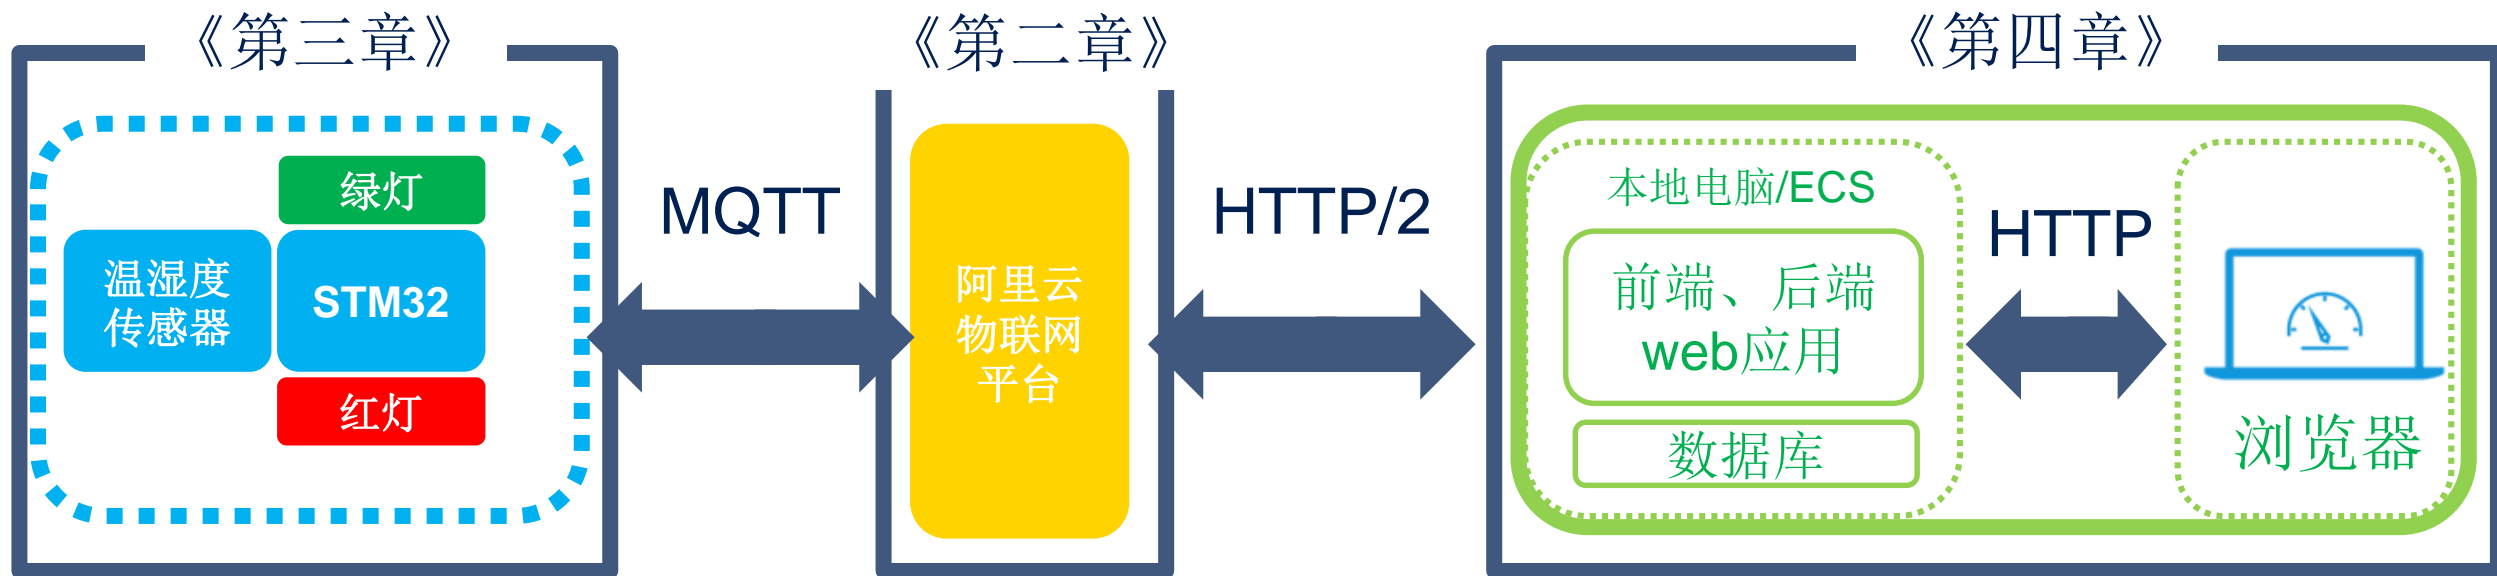 《第三章》
绿灯
温湿度
传感器
STM32
红灯
MQTT
《第二章》
阿里云
物联网
平台
HTTP/2
《第四章》
本地电脑/ECS
前端、后端
web应用
数据库
HTTP
浏览器